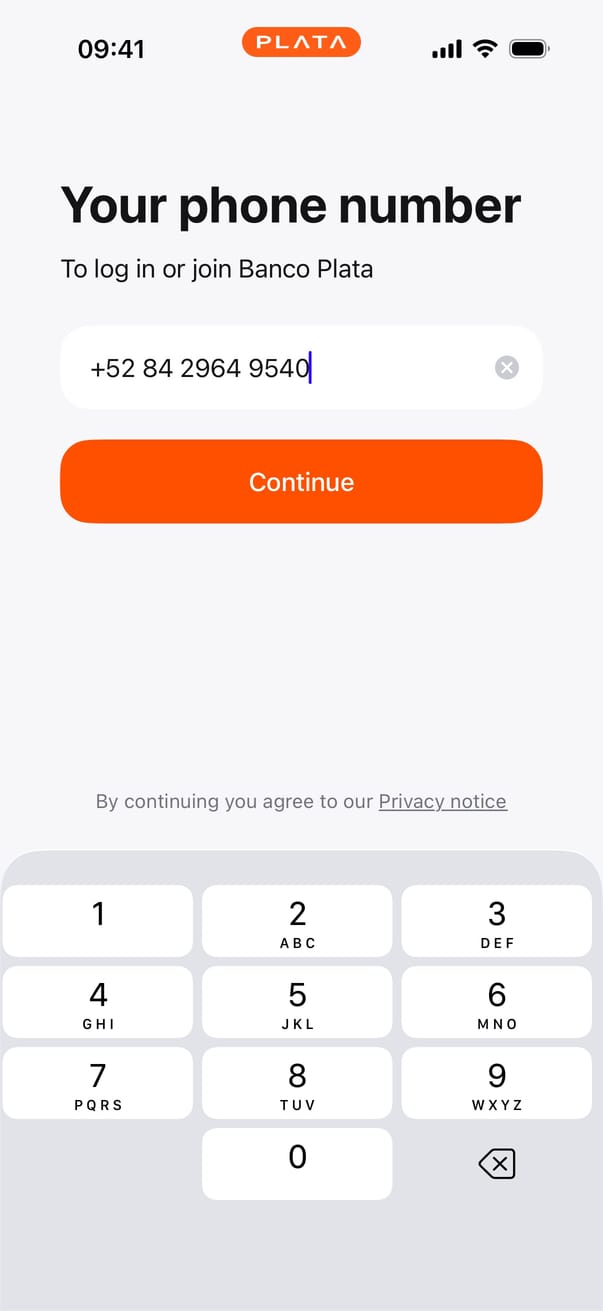 09:41
PLATA
Your phone number
To log in or join Banco Plata
+52 84 2964 9540
Continue
By continuing you agree to our Privacy notice
1
2
ABC
3
DEF
4
GHI
5
JKL
6
MNO
7
PQRS
8
TUV
9
WXYZ
0